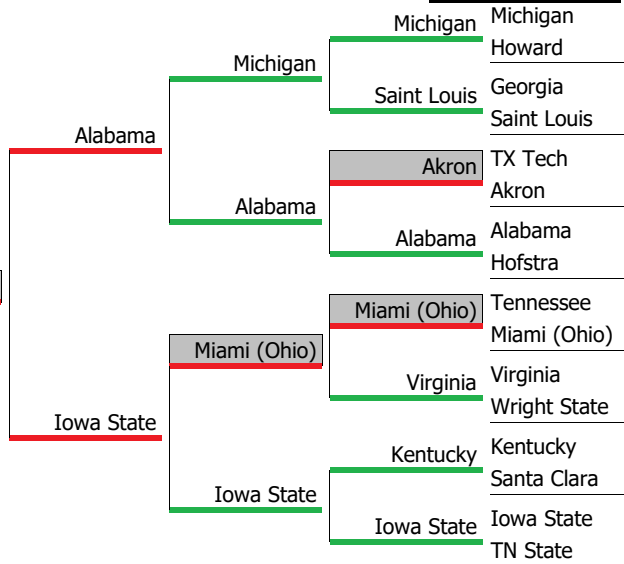 Michigan
Michigan
Howard
Michigan
Saint Louis
Georgia
Saint Louis
Alabama
Akron
TX Tech
Akron
Alabama
Alabama
Alabama
Hofstra
Miami (Ohio)
Tennessee
Miami (Ohio)
Miami (Ohio)
Virginia
Virginia
Wright State
Iowa State
Kentucky
Kentucky
Santa Clara
Iowa State
Iowa State
Iowa State
TN State